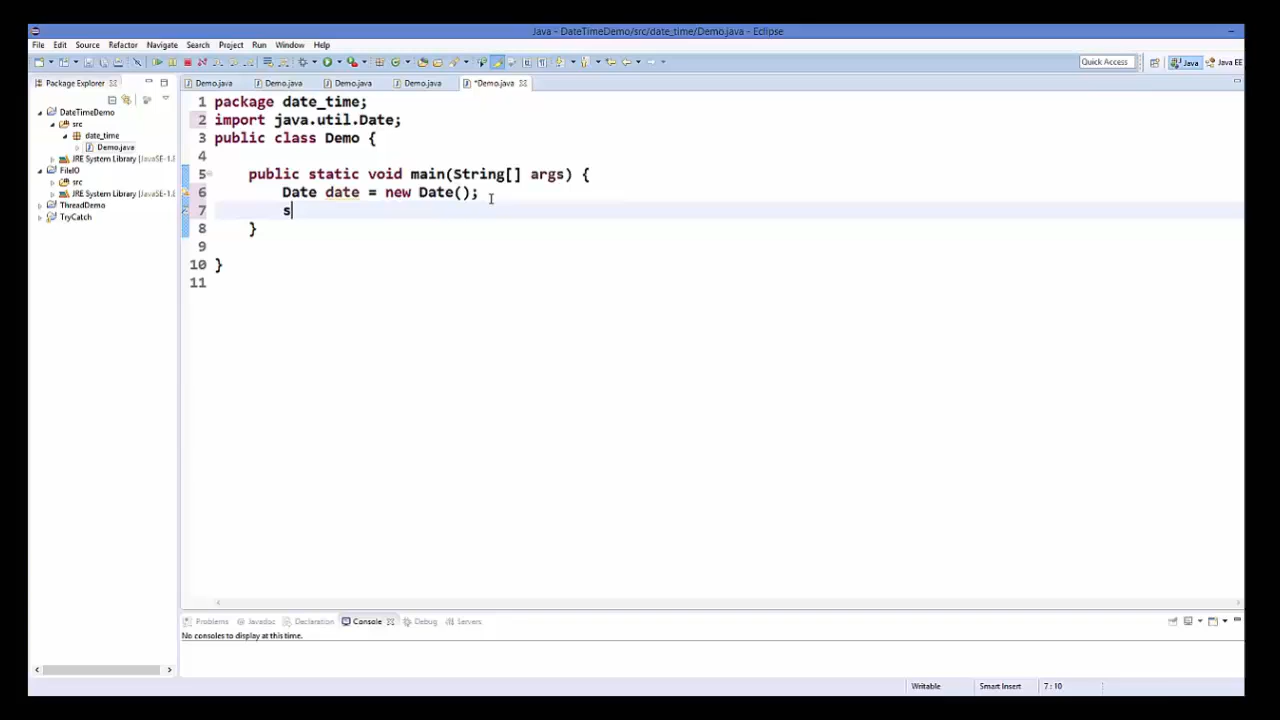 Java - DateTimeDemo/src/date_time/Demo.java - Eclipse
File Edit Source Refactor Navigate Search Project Run Window Help
Quick Access Java Java EE
Package Explorer
DateTimeDemo
src
date_time
Demo.java
JRE System Library [JavaSE-1.
FileIO
src
JRE System Library [JavaSE-1.
ThreadDemo
TryCatch
Demo.java Demo.java Demo.java Demo.java *Demo.java
1 package date_time;
2 import java.util.Date;
3 public class Demo {
4
5 public static void main(String[] args) {
6 Date date = new Date();
7 s
8 }
9
10 }
11
Problems Javadoc Declaration Console Debug Servers
No consoles to display at this time.
Writable Smart Insert 7:10